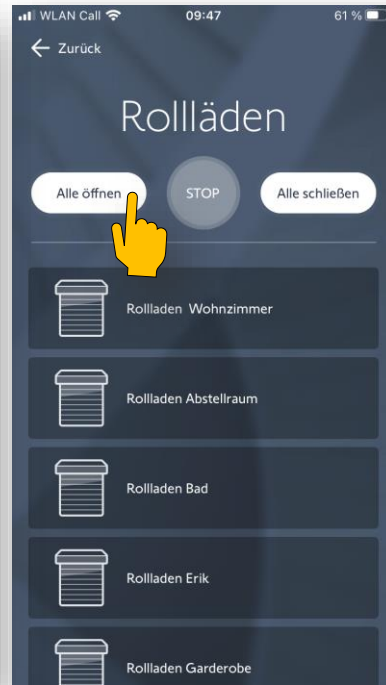 WLAN Call 09:47 61 %
Zurück
Rollläden
Alle öffnen STOP Alle schließen
Rollladen Wohnzimmer
Rollladen Abstellraum
Rollladen Bad
Rollladen Erik
Rollladen Garderobe